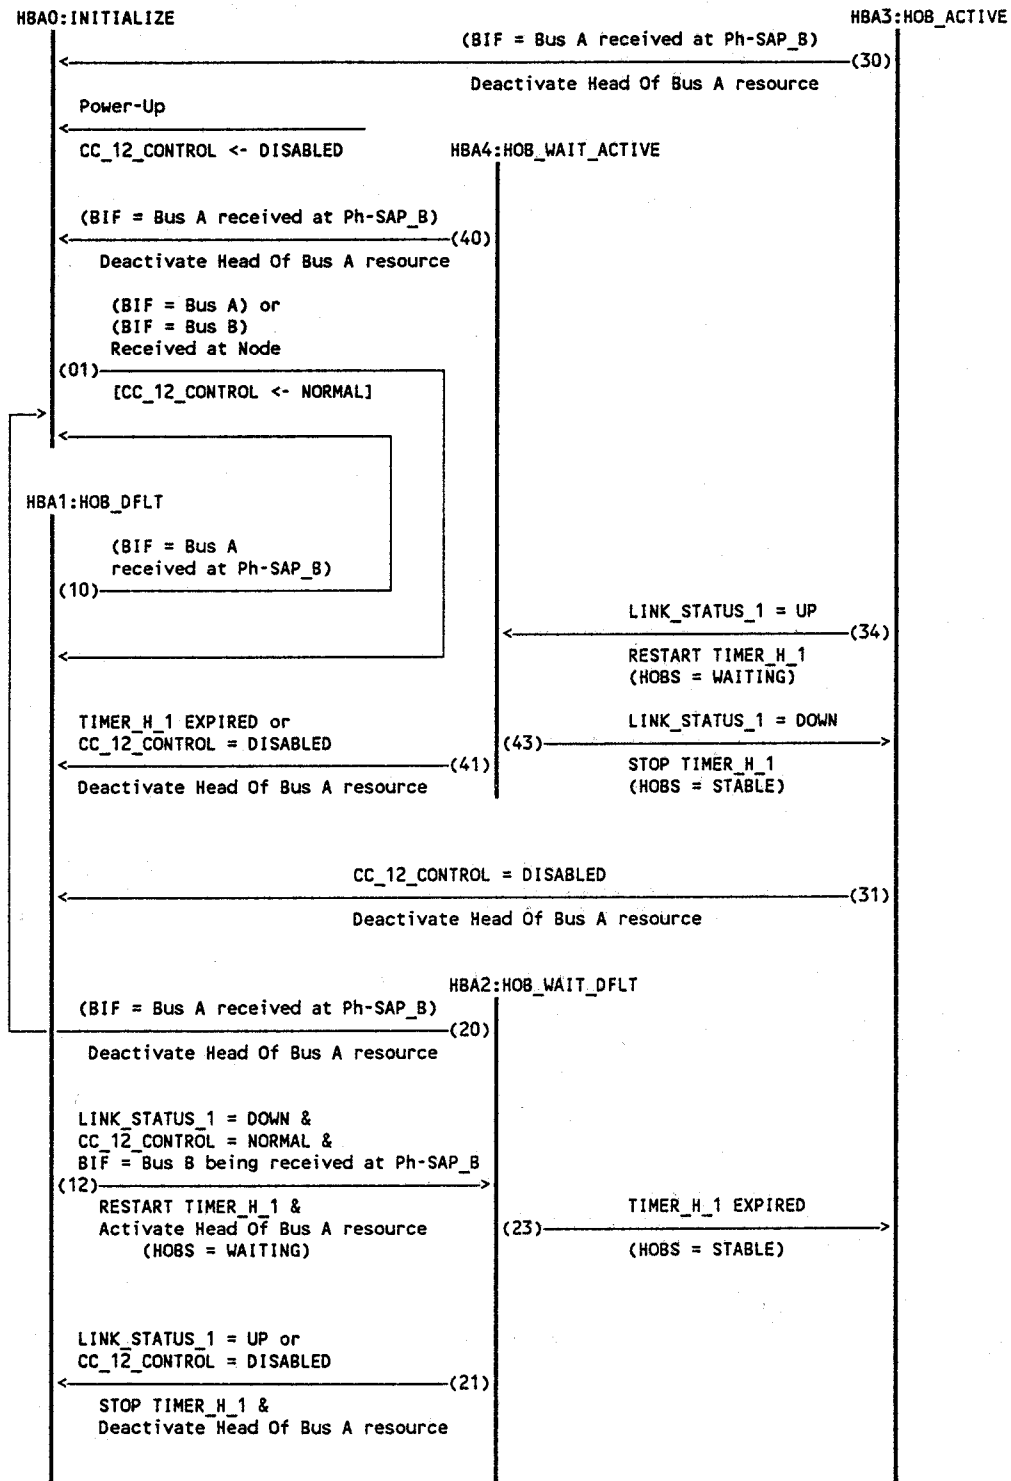 HBA0:INITIALIZE
HBA3:HOB_ACTIVE
(BIF = Bus A received at Ph-SAP_B)
(30)
Deactivate Head Of Bus A resource
Power-Up
CC_12_CONTROL <- DISABLED
HBA4:HOB_WAIT_ACTIVE
(BIF = Bus A received at Ph-SAP_B)
(40)
Deactivate Head Of Bus A resource
(BIF = Bus A) or
(BIF = Bus B)
Received at Node
(01)
[CC_12_CONTROL <- NORMAL]
HBA1:HOB_DFLT
(BIF = Bus A
received at Ph-SAP_B)
(10)
LINK_STATUS_1 = UP
(34)
RESTART TIMER_H_1
(HOBS = WAITING)
TIMER_H_1 EXPIRED or
CC_12_CONTROL = DISABLED
(41)
Deactivate Head Of Bus A resource
LINK_STATUS_1 = DOWN
(43)
STOP TIMER_H_1
(HOBS = STABLE)
CC_12_CONTROL = DISABLED
(31)
Deactivate Head Of Bus A resource
HBA2:HOB_WAIT_DFLT
(BIF = Bus A received at Ph-SAP_B)
(20)
Deactivate Head Of Bus A resource
LINK_STATUS_1 = DOWN &
CC_12_CONTROL = NORMAL &
BIF = Bus B being received at Ph-SAP_B
(12)
RESTART TIMER_H_1 &
Activate Head Of Bus A resource
(HOBS = WAITING)
TIMER_H_1 EXPIRED
(23)
(HOBS = STABLE)
LINK_STATUS_1 = UP or
CC_12_CONTROL = DISABLED
(21)
STOP TIMER_H_1 &
Deactivate Head Of Bus A resource